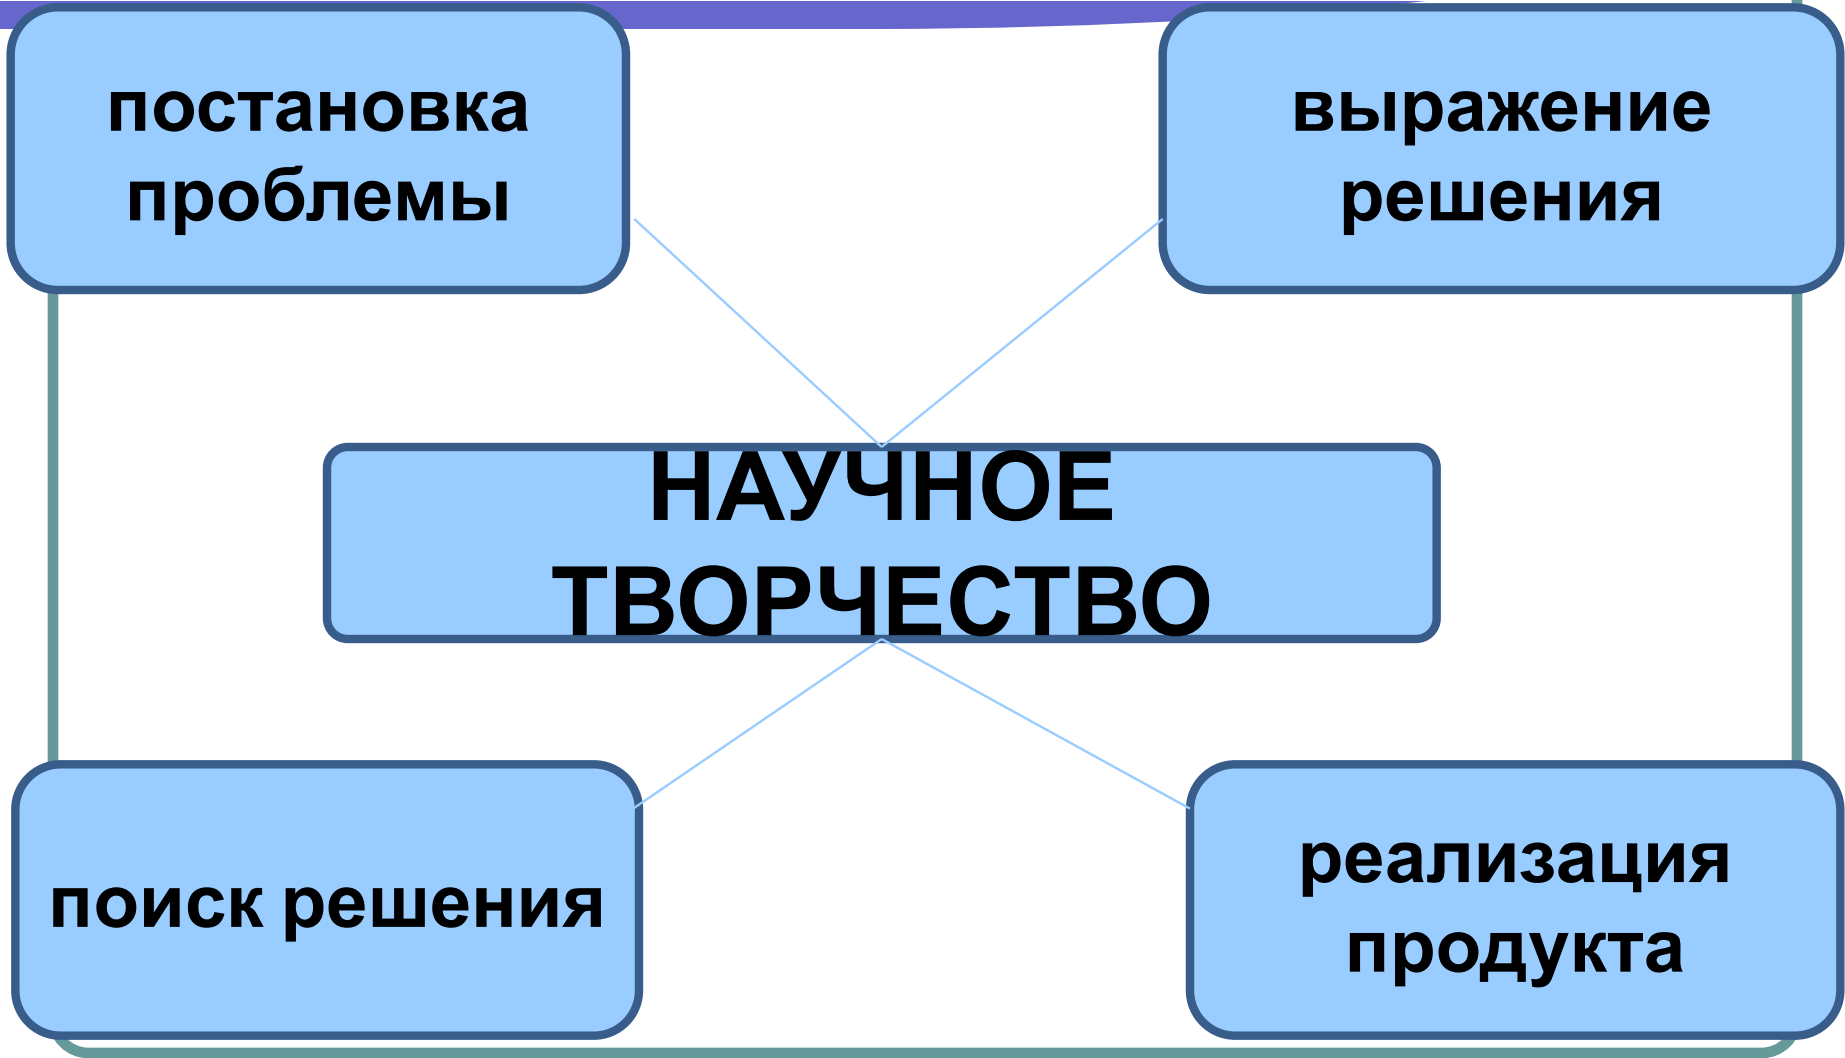 постановка
проблемы
выражение
решения
НАУЧНОЕ
ТВОРЧЕСТВО
поиск решения
реализация
продукта